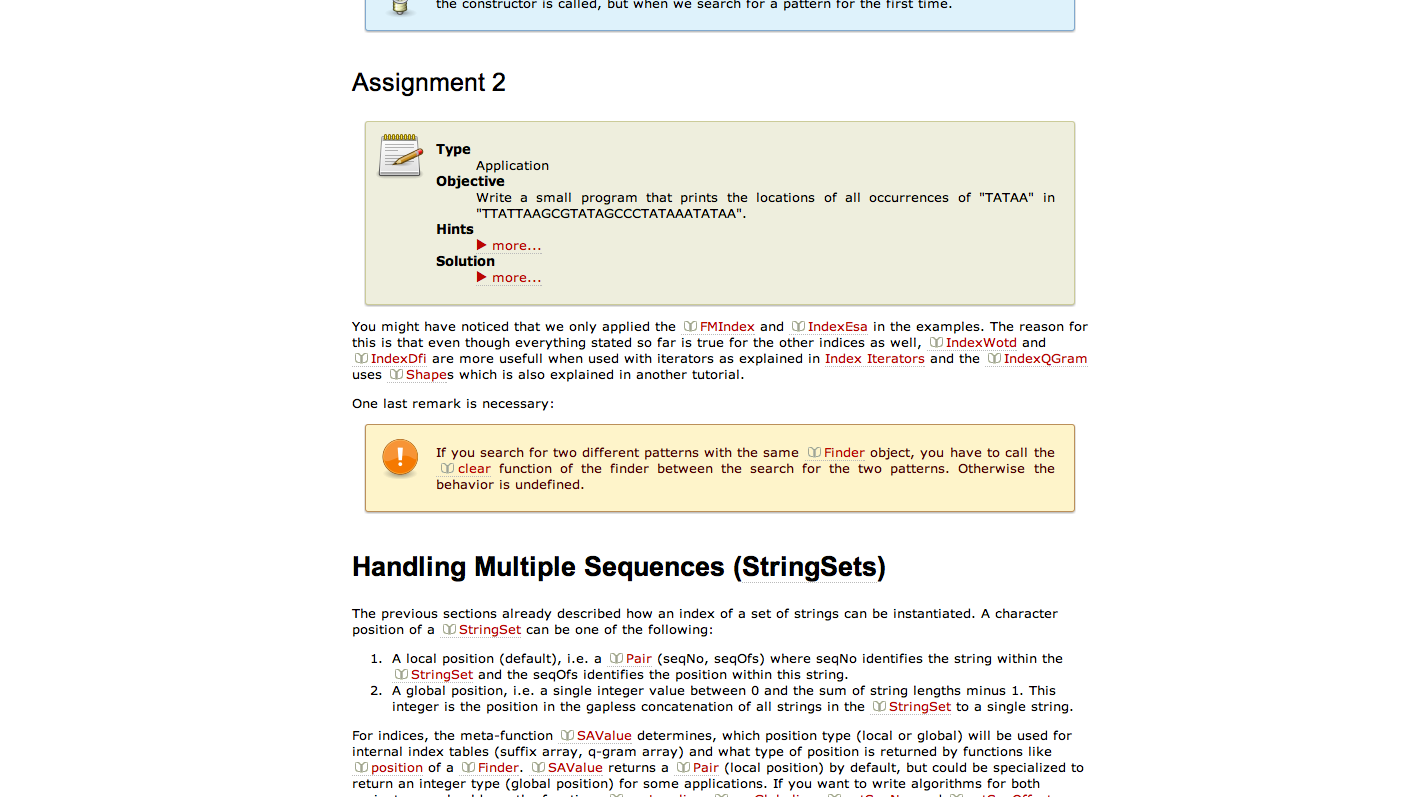 the constructor is called, but when we search for a pattern for the first time.
Assignment 2
Type
Application
Objective
Write a small program that prints the locations of all occurrences of "TATAA" in
"TTATTAAGCGTATAGCCCTATAAATATAA".
Hints
more...
Solution
more...
You might have noticed that we only applied the FMIndex and IndexEsa in the examples. The reason for
this is that even though everything stated so far is true for the other indices as well, IndexWotd and
IndexDfi are more usefull when used with iterators as explained in Index Iterators and the IndexQGram
uses Shapes which is also explained in another tutorial.
One last remark is necessary:
If you search for two different patterns with the same Finder object, you have to call the
clear function of the finder between the search for the two patterns. Otherwise the
behavior is undefined.
Handling Multiple Sequences (StringSets)
The previous sections already described how an index of a set of strings can be instantiated. A character
position of a StringSet can be one of the following:
1. A local position (default), i.e. a Pair (seqNo, seqOfs) where seqNo identifies the string within the
StringSet and the seqOfs identifies the position within this string.
2. A global position, i.e. a single integer value between 0 and the sum of string lengths minus 1. This
integer is the position in the gapless concatenation of all strings in the StringSet to a single string.
For indices, the meta-function SAValue determines, which position type (local or global) will be used for
internal index tables (suffix array, q-gram array) and what type of position is returned by functions like
position of a Finder. SAValue returns a Pair (local position) by default, but could be specialized to
return an integer type (global position) for some applications. If you want to write algorithms for both